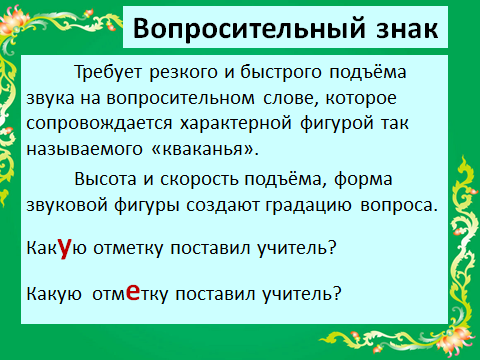 Вопросительный знак
Требует резкого и быстрого подъёма
звука на вопросительном слове, которое
сопровождается характерной фигурой так
называемого «кваканья».
Высота и скорость подъёма, форма
звуковой фигуры создают градацию вопроса.
Какую отметку поставил учитель?
Какую отметку поставил учитель?